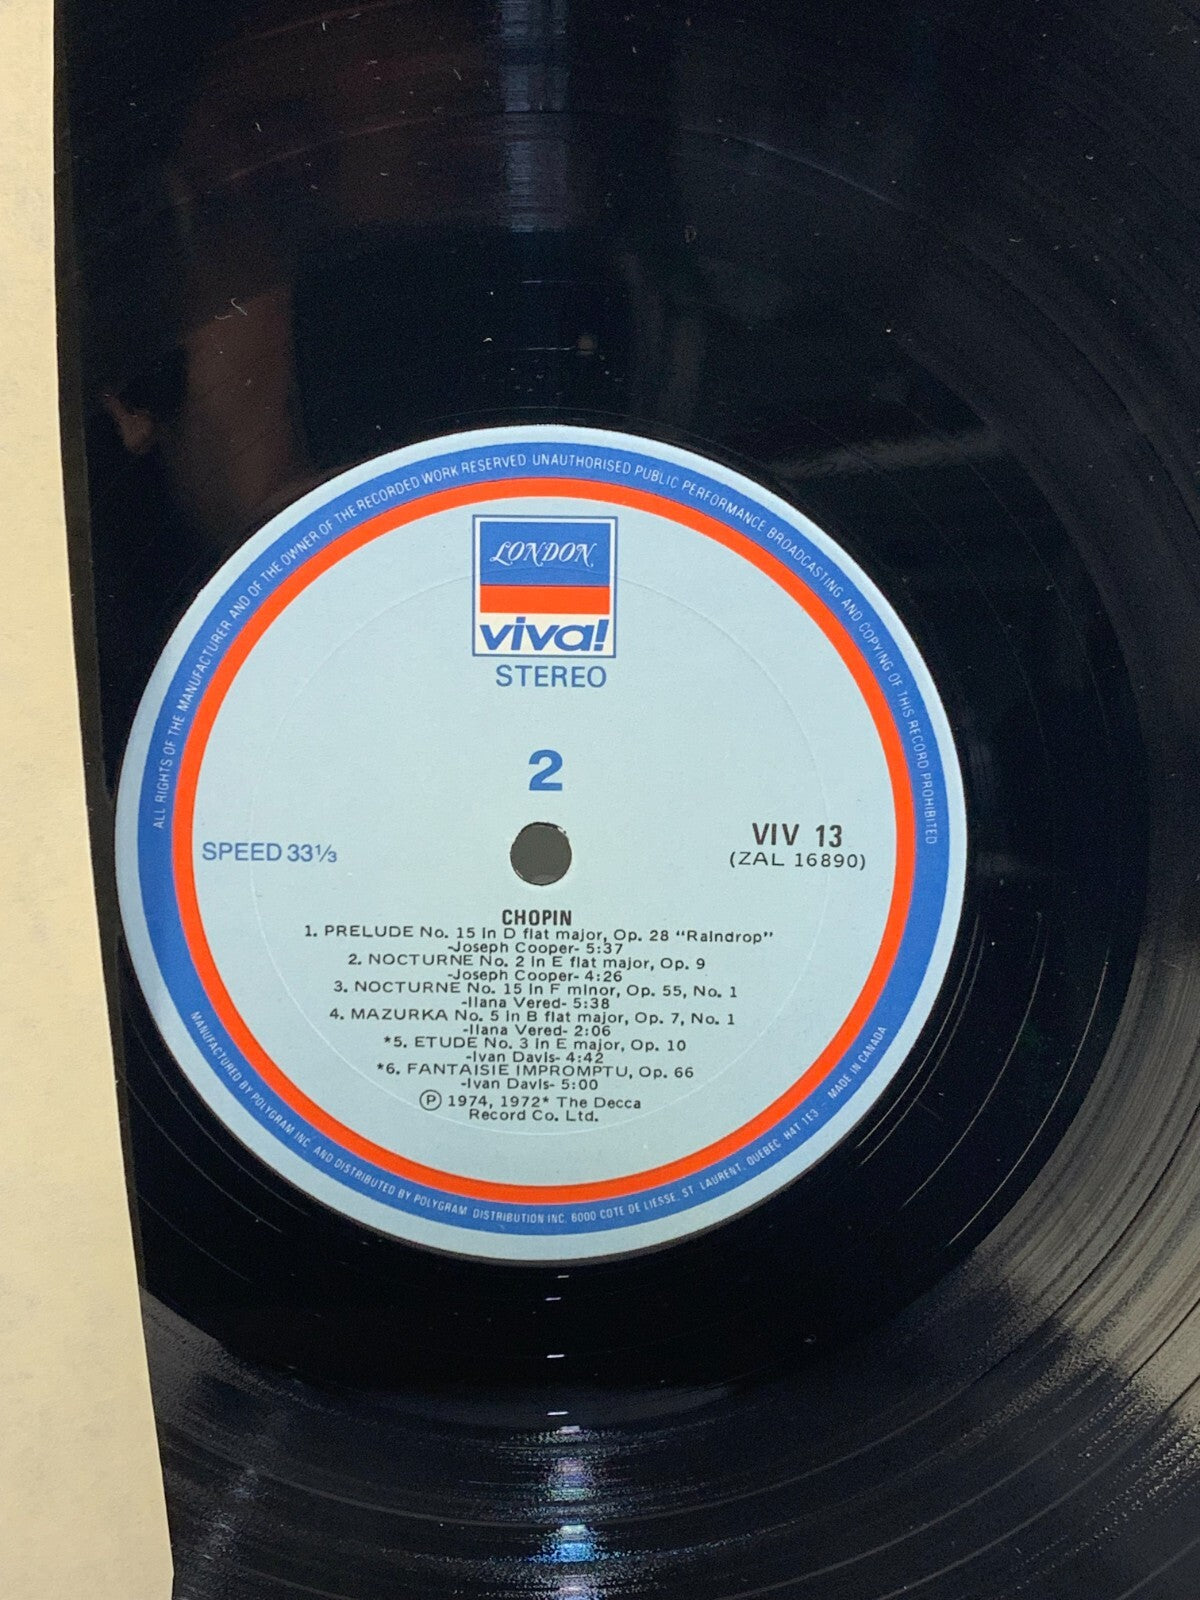 ALL RIGHTS OF THE MANUFACTURER AND OF THE OWNER OF THE RECORDED WORK RESERVED UNAUTHORISED PUBLIC PERFORMANCE BROADCASTING AND COPYING OF THIS RECORD PROHIBITED
LONDON
viva!
STEREO
2
SPEED 33⅓
VIV 13
(ZAL 16890)
CHOPIN
1. PRELUDE No. 15 in D flat major, Op. 28 "Raindrop"
-Joseph Cooper- 5:37
2. NOCTURNE No. 2 in E flat major, Op. 9
-Joseph Cooper- 4:26
3. NOCTURNE No. 15 in F minor, Op. 55, No. 1
-Ilana Vered- 5:38
4. MAZURKA No. 5 in B flat major, Op. 7, No. 1
-Ilana Vered- 2:06
*5. ETUDE No. 3 in E major, Op. 10
-Ivan Davis- 4:42
*6. FANTAISIE IMPROMPTU, Op. 66
-Ivan Davis- 5:00
Ⓟ 1974, 1972* The Decca
Record Co. Ltd.
MANUFACTURED BY POLYGRAM INC. AND DISTRIBUTED BY POLYGRAM DISTRIBUTION INC. 6000 COTE DE LIESSE, ST. LAURENT, QUEBEC H4T 1E3 - MADE IN CANADA